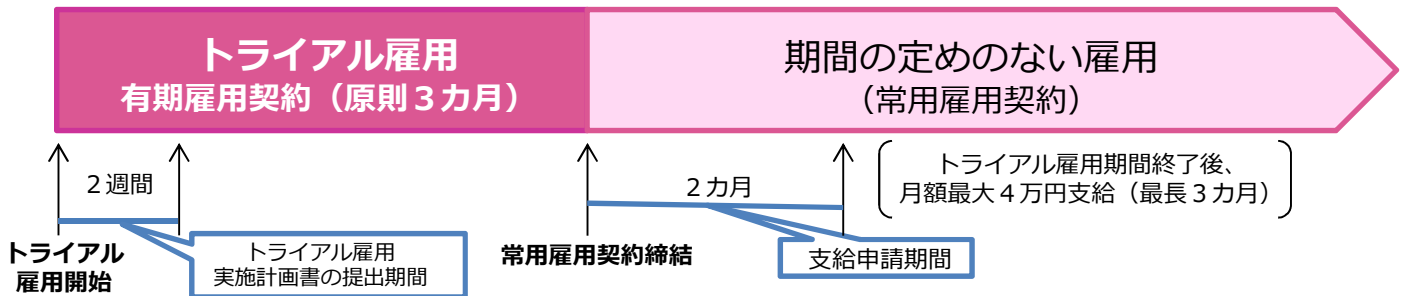 トライアル雇用
有期雇用契約（原則３カ月）
期間の定めのない雇用
（常用雇用契約）
２週間
２カ月
トライアル雇用期間終了後、
月額最大４万円支給（最長３カ月）
トライアル
雇用開始
トライアル雇用
実施計画書の提出期間
常用雇用契約締結
支給申請期間